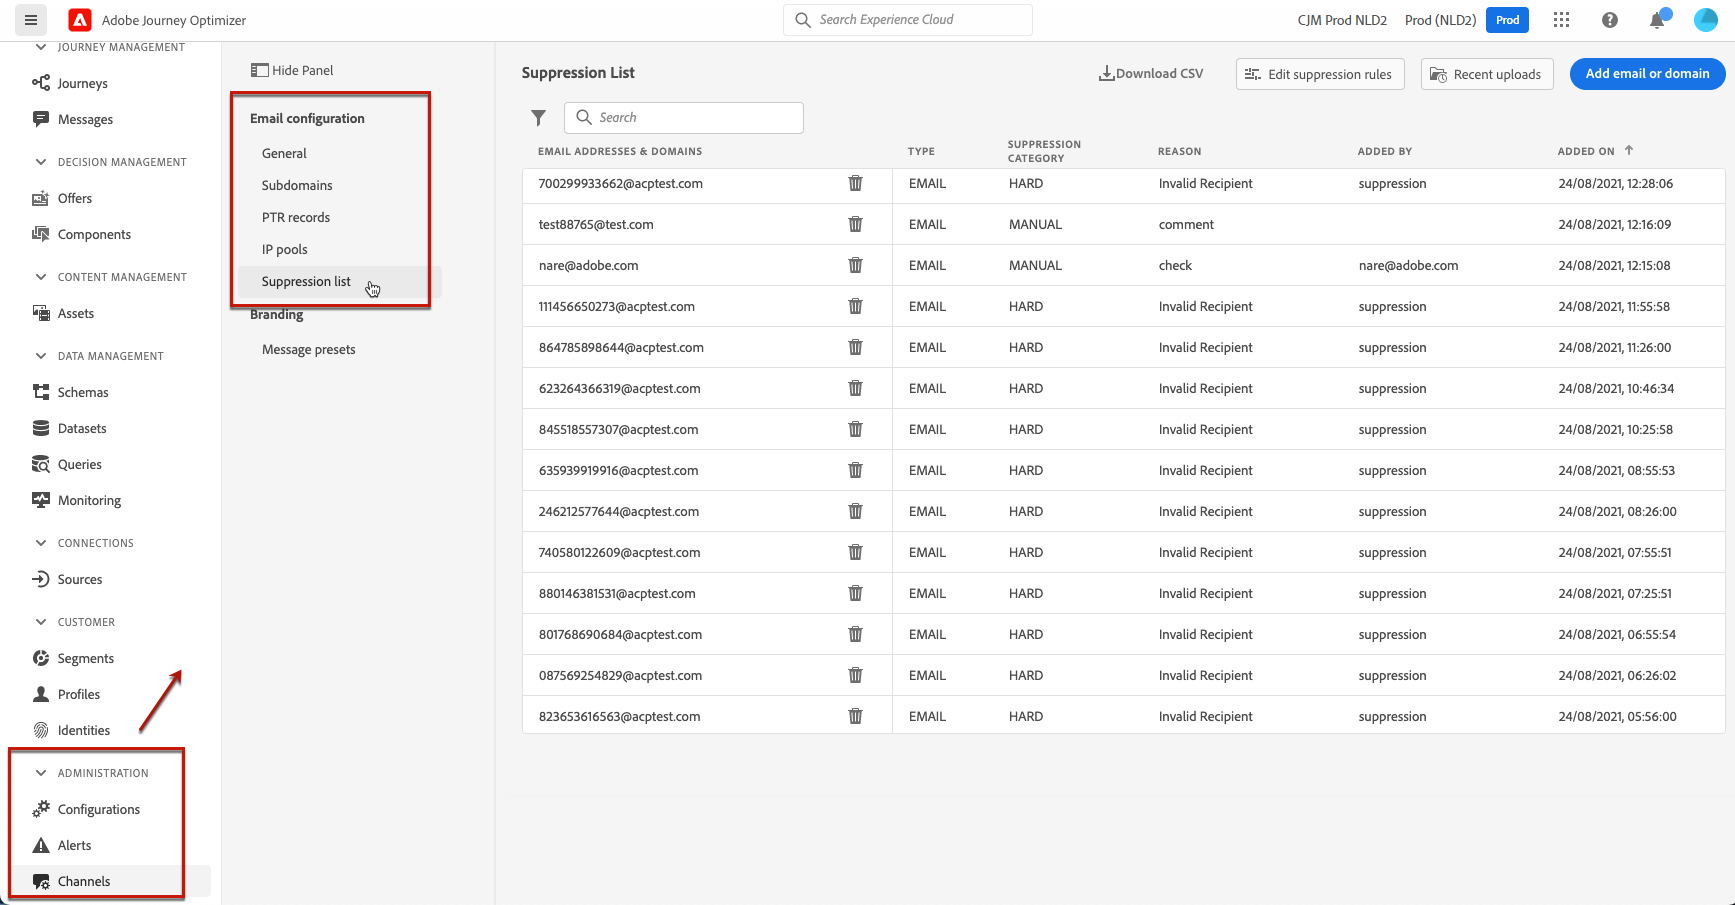 Adobe Journey Optimizer
Search Experience Cloud
CJM Prod NLD2
Prod (NLD2)
Prod
JOURNEY MANAGEMENT
Journeys
Messages
DECISION MANAGEMENT
Offers
Components
CONTENT MANAGEMENT
Assets
DATA MANAGEMENT
Schemas
Datasets
Queries
Monitoring
CONNECTIONS
Sources
CUSTOMER
Segments
Profiles
Identities
ADMINISTRATION
Configurations
Alerts
Channels
Hide Panel
Email configuration
General
Subdomains
PTR records
IP pools
Suppression list
Branding
Message presets
Suppression List
Download CSV
Edit suppression rules
Recent uploads
Add email or domain
Search
EMAIL ADDRESSES & DOMAINS TYPE SUPPRESSION CATEGORY REASON ADDED BY ADDED ON
700299933662@acptest.com EMAIL HARD Invalid Recipient suppression 24/08/2021, 12:28:06
test88765@test.com EMAIL MANUAL comment 24/08/2021, 12:16:09
nare@adobe.com EMAIL MANUAL check nare@adobe.com 24/08/2021, 12:15:08
111456650273@acptest.com EMAIL HARD Invalid Recipient suppression 24/08/2021, 11:55:58
864785898644@acptest.com EMAIL HARD Invalid Recipient suppression 24/08/2021, 11:26:00
623264366319@acptest.com EMAIL HARD Invalid Recipient suppression 24/08/2021, 10:46:34
845518557307@acptest.com EMAIL HARD Invalid Recipient suppression 24/08/2021, 10:25:58
635939919916@acptest.com EMAIL HARD Invalid Recipient suppression 24/08/2021, 08:55:53
246212577644@acptest.com EMAIL HARD Invalid Recipient suppression 24/08/2021, 08:26:00
740580122609@acptest.com EMAIL HARD Invalid Recipient suppression 24/08/2021, 07:55:51
880146381531@acptest.com EMAIL HARD Invalid Recipient suppression 24/08/2021, 07:25:51
801768690684@acptest.com EMAIL HARD Invalid Recipient suppression 24/08/2021, 06:55:54
087569254829@acptest.com EMAIL HARD Invalid Recipient suppression 24/08/2021, 06:26:02
823653616563@acptest.com EMAIL HARD Invalid Recipient suppression 24/08/2021, 05:56:00